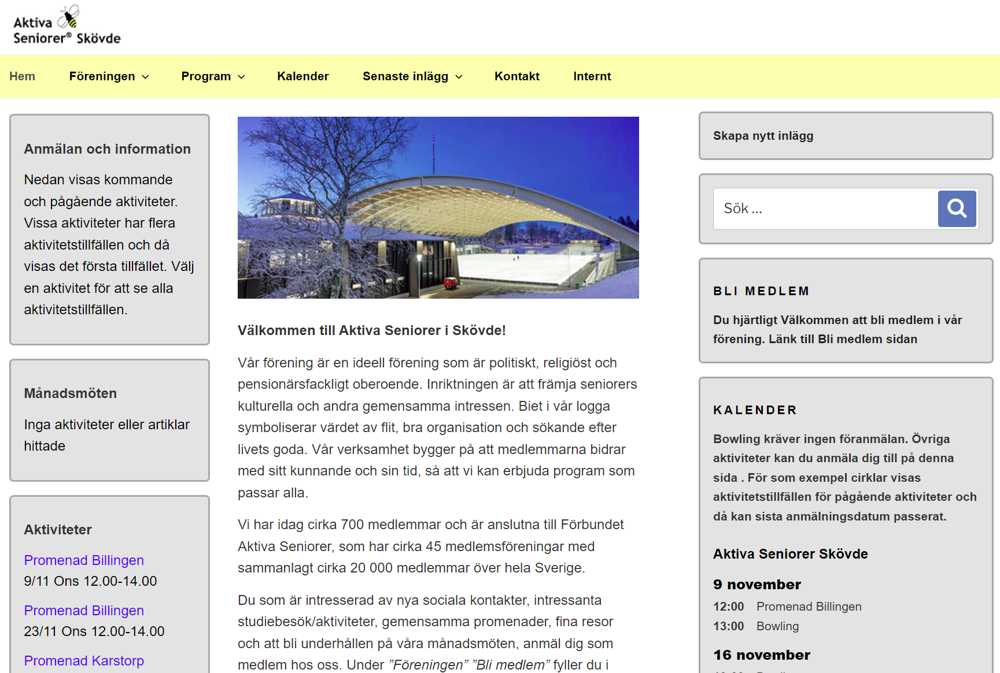 Aktiva
Seniorer® Skövde
Hem Föreningen Program Kalender Senaste inlägg Kontakt Internt
Anmälan och information
Nedan visas kommande
och pågående aktiviteter.
Vissa aktiviteter har flera
aktivitetstillfällen och då
visas det första tillfället. Välj
en aktivitet för att se alla
aktivitetstillfällen.
Månadsmöten
Inga aktiviteter eller artiklar
hittade
Aktiviteter
Promenad Billingen
9/11 Ons 12.00-14.00
Promenad Billingen
23/11 Ons 12.00-14.00
Promenad Karstorp
Välkommen till Aktiva Seniorer i Skövde!
Vår förening är en ideell förening som är politiskt, religiöst och
pensionärsfackligt oberoende. Inriktningen är att främja seniorers
kulturella och andra gemensamma intressen. Biet i vår logga
symboliserar värdet av flit, bra organisation och sökande efter
livets goda. Vår verksamhet bygger på att medlemmarna bidrar
med sitt kunnande och sin tid, så att vi kan erbjuda program som
passar alla.
Vi har idag cirka 700 medlemmar och är anslutna till Förbundet
Aktiva Seniorer, som har cirka 45 medlemsföreningar med
sammanlagt cirka 20 000 medlemmar över hela Sverige.
Du som är intresserad av nya sociala kontakter, intressanta
studiebesök/aktiviteter, gemensamma promenader, fina resor
och att bli underhållen på våra månadsmöten, anmäl dig som
medlem hos oss. Under ”Föreningen” ”Bli medlem” fyller du i
Skapa nytt inlägg
Sök ...
BLI MEDLEM
Du hjärtligt Välkommen att bli medlem i vår
förening. Länk till Bli medlem sidan
KALENDER
Bowling kräver ingen föranmälan. Övriga
aktiviteter kan du anmäla dig till på denna
sida . För som exempel cirklar visas
aktivitetstillfällen för pågående aktiviteter och
då kan sista anmälningsdatum passerat.
Aktiva Seniorer Skövde
9 november
12:00 Promenad Billingen
13:00 Bowling
16 november